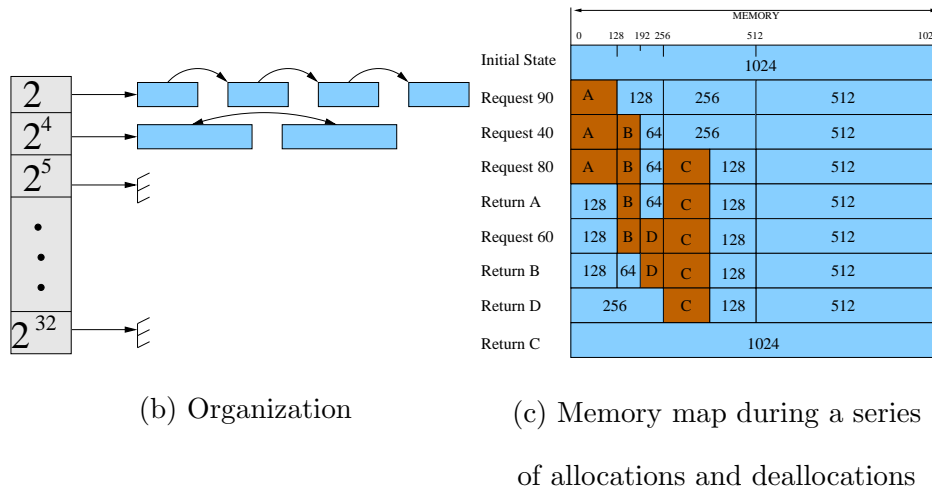 2
2^4
2^5
2^32
(b) Organization
MEMORY
0 128 192 256 512 102
Initial State 1024
Request 90 A 128 256 512
Request 40 A B 64 256 512
Request 80 A B 64 C 128 512
Return A 128 B 64 C 128 512
Request 60 128 B D C 128 512
Return B 128 64 D C 128 512
Return D 256 C 128 512
Return C 1024
(c) Memory map during a series
of allocations and deallocations